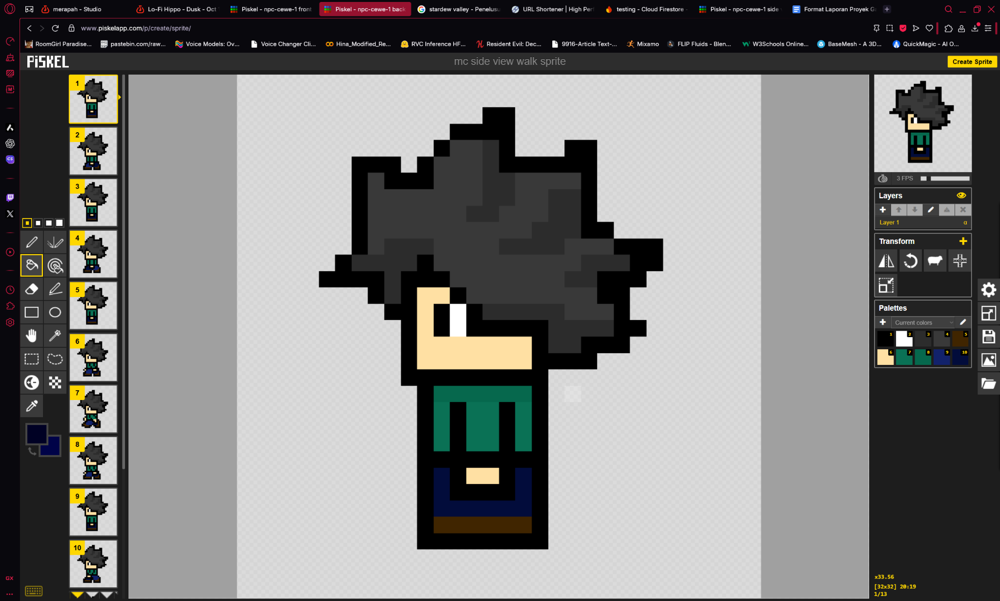 merapah - Studio
Lo-Fi Hippo - Dusk - Oct
Piskel - npc-cewe-1 front
Piskel - npc-cewe-1 back
stardew valley - Penelusu
URL Shortener | High Per
testing - Cloud Firestore -
Piskel - npc-cewe-1 side
Format Laporan Proyek Ga
www.piskelapp.com/p/create/sprite/
RoomGirl Paradise...
pastebin.com/raw...
Voice Models: Ov...
Voice Changer Cli...
Hina_Modified_Re...
RVC Inference HF...
Resident Evil: Dec...
9916-Article Text-...
Mixamo
FLIP Fluids - Blen...
W3Schools Online...
BaseMesh - A 3D...
QuickMagic - AI O...
PiSKEL
mc side view walk sprite
Create Sprite
1
2
3
4
5
6
7
8
9
10
3 FPS
Layers
Layer 1
α
Transform
Palettes
Current colors
1 2 3 4 5
6 7 8 9 10
CS
GX
x33.56
[32x32] 20:19
1/13